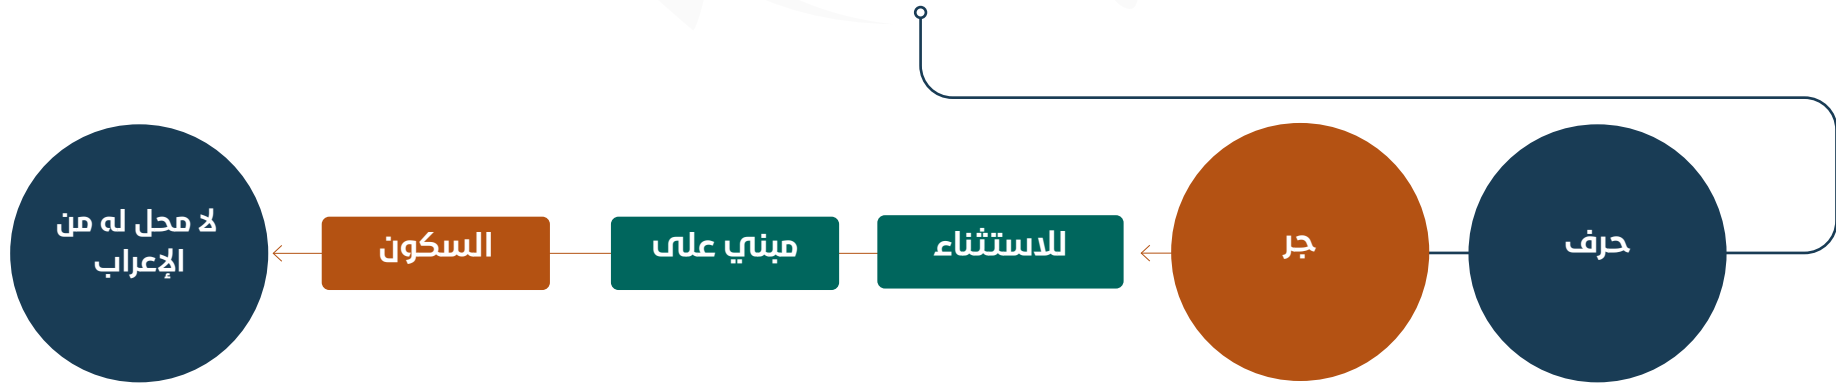 حرف
جر
للاستثناء
مبني على
السكون
لا محل له من
الإعراب